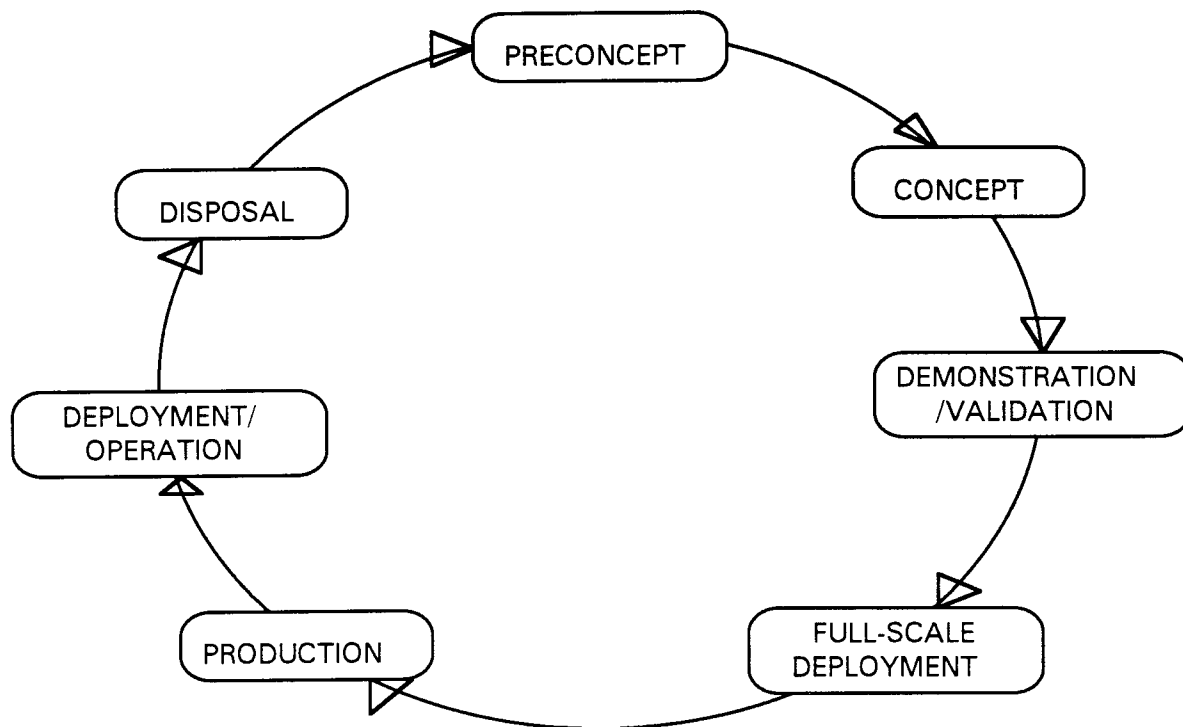 PRECONCEPT
CONCEPT
DEMONSTRATION
/VALIDATION
FULL-SCALE
DEPLOYMENT
PRODUCTION
DEPLOYMENT/
OPERATION
DISPOSAL